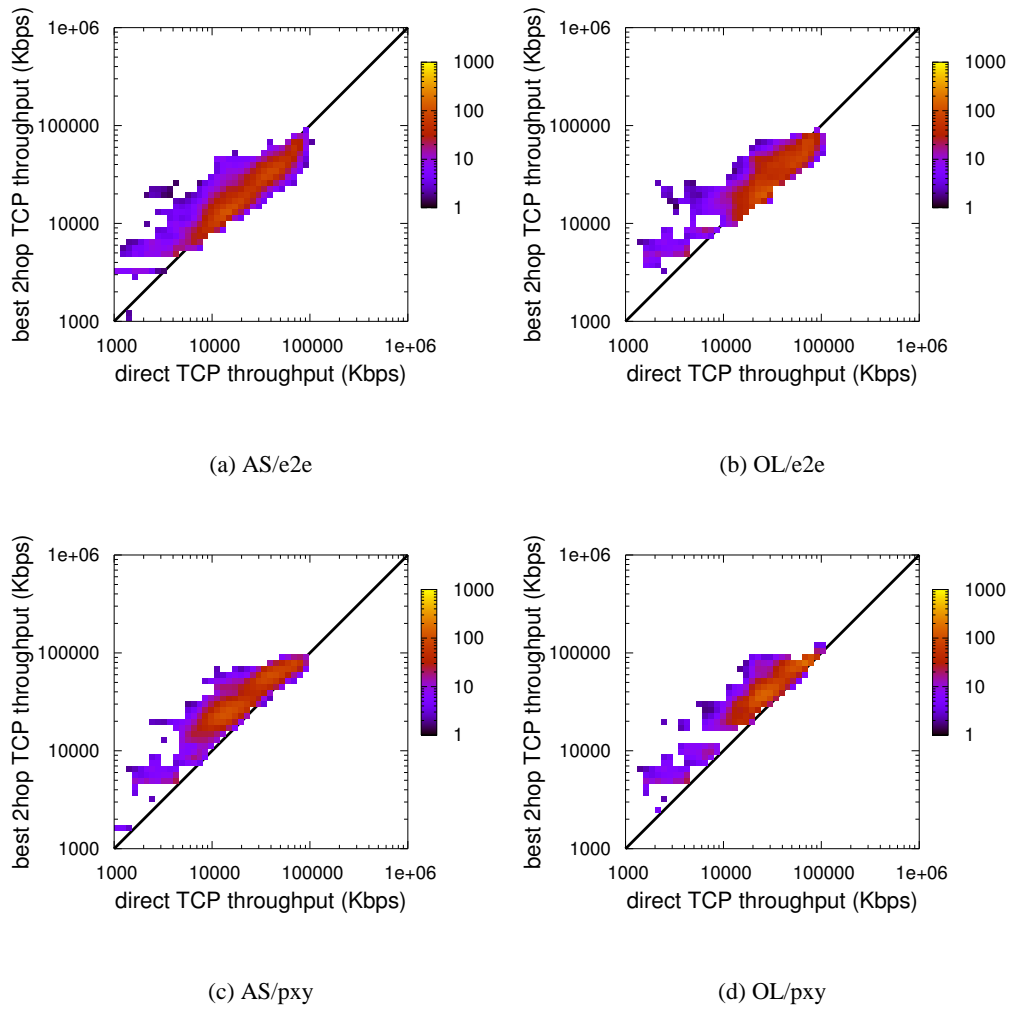 best 2hop TCP throughput (Kbps)
1e+06
100000
10000
1000
1000 10000 100000 1e+06
direct TCP throughput (Kbps)
1000
100
10
1
(a) AS/e2e
best 2hop TCP throughput (Kbps)
1e+06
100000
10000
1000
1000 10000 100000 1e+06
direct TCP throughput (Kbps)
1000
100
10
1
(b) OL/e2e
best 2hop TCP throughput (Kbps)
1e+06
100000
10000
1000
1000 10000 100000 1e+06
direct TCP throughput (Kbps)
1000
100
10
1
(c) AS/pxy
best 2hop TCP throughput (Kbps)
1e+06
100000
10000
1000
1000 10000 100000 1e+06
direct TCP throughput (Kbps)
1000
100
10
1
(d) OL/pxy